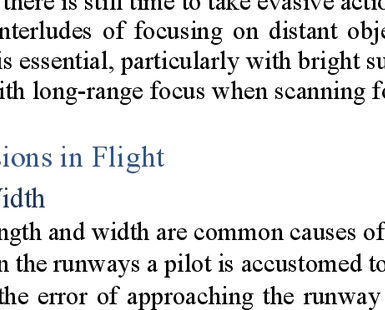 there is still time to take evasive actio
nterludes of focusing on distant obje
is essential, particularly with bright su
ith long-range focus when scanning fo
sions in Flight
Width
ngth and width are common causes of
n the runways a pilot is accustomed to
the error of approaching the runway